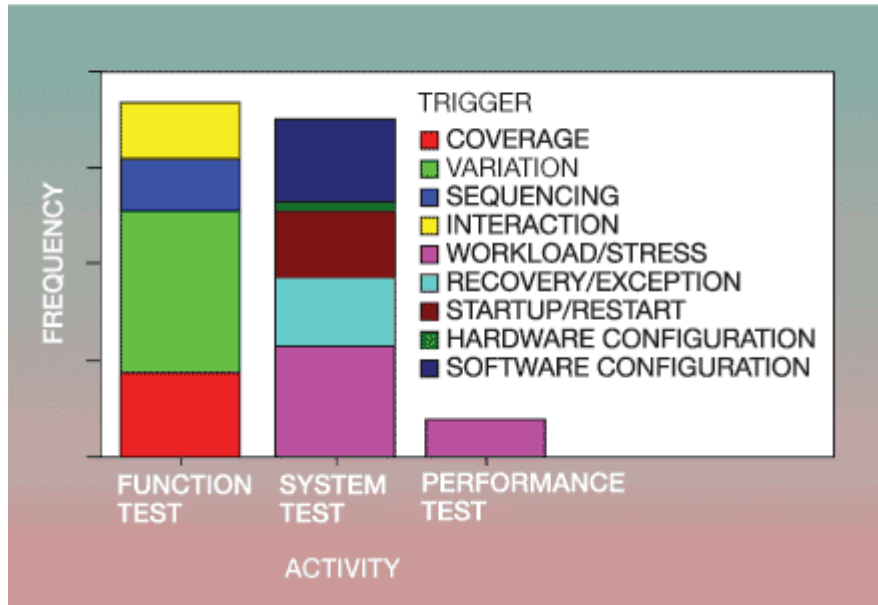 FREQUENCY
TRIGGER
COVERAGE
VARIATION
SEQUENCING
INTERACTION
WORKLOAD/STRESS
RECOVERY/EXCEPTION
STARTUP/RESTART
HARDWARE CONFIGURATION
SOFTWARE CONFIGURATION
FUNCTION TEST
SYSTEM TEST
PERFORMANCE TEST
ACTIVITY